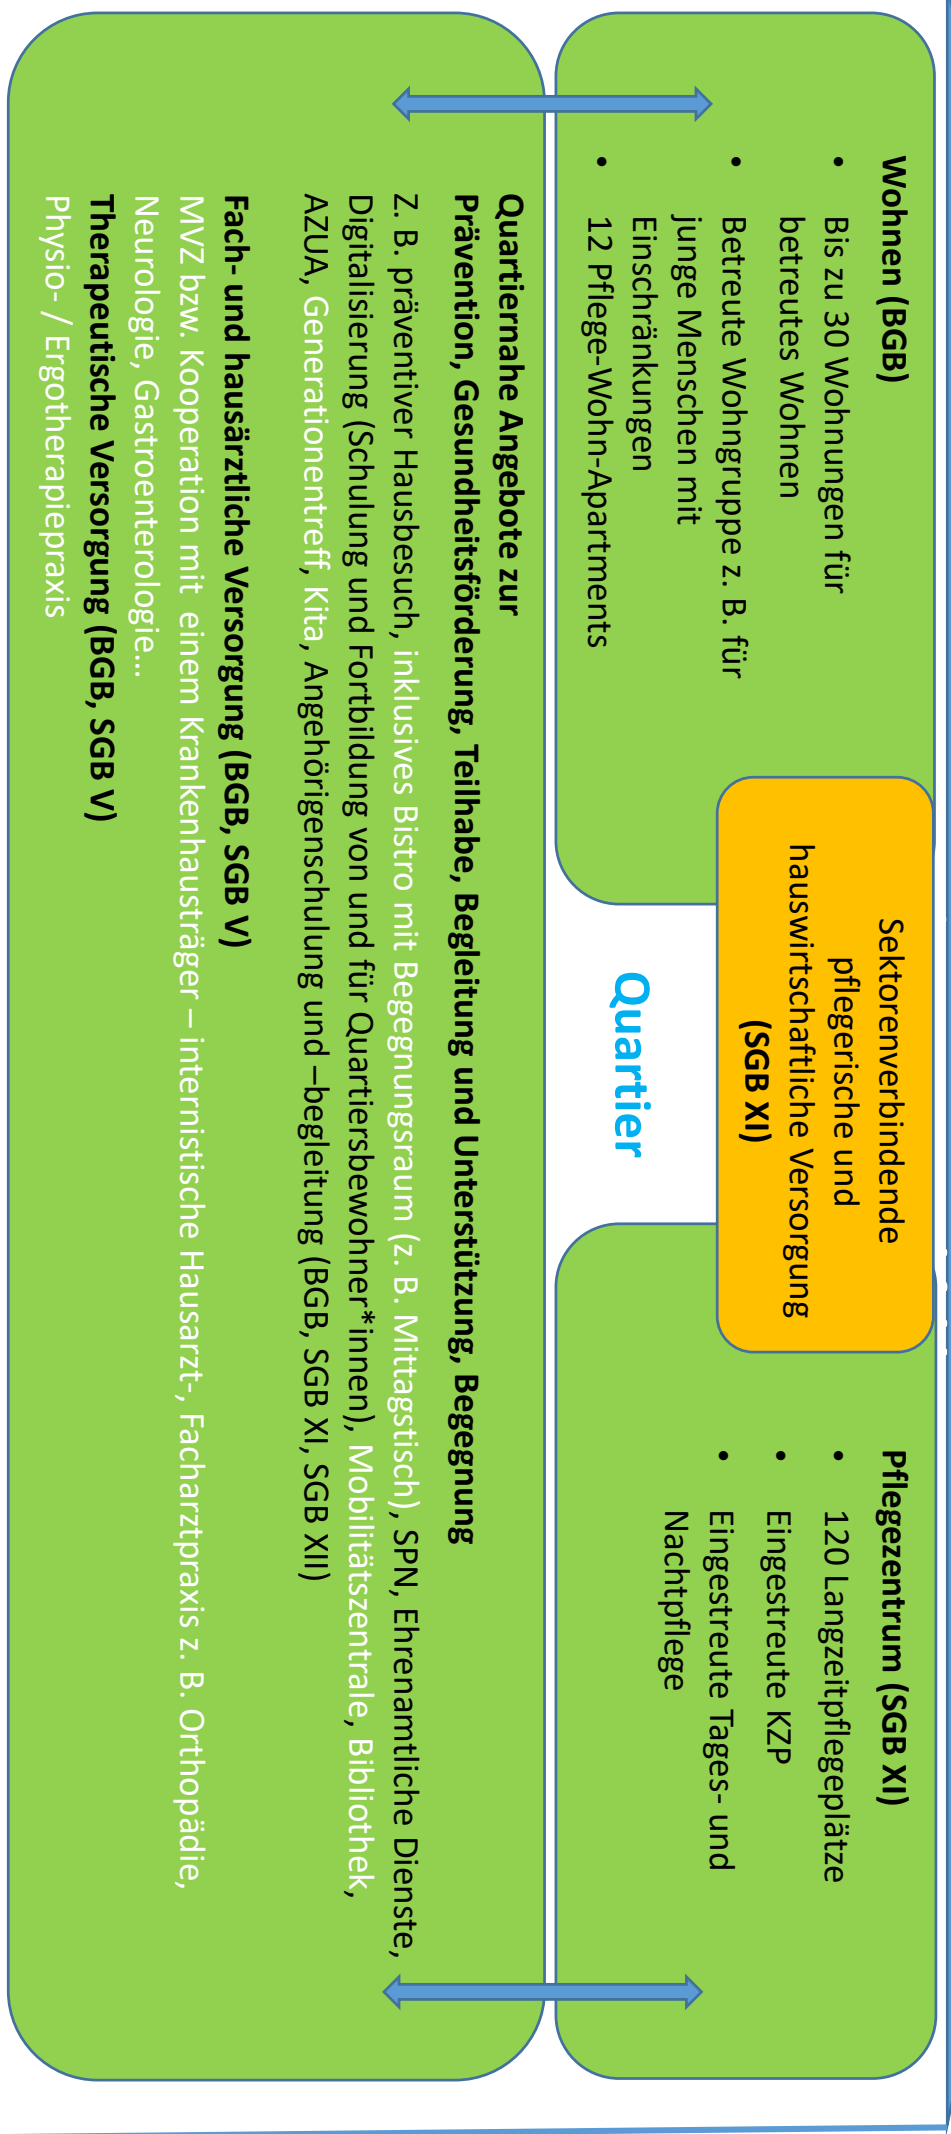 Wohnen (BGB)
• Bis zu 30 Wohnungen für
betreutes Wohnen
• Betreute Wohngruppe z. B. für
junge Menschen mit
Einschränkungen
• 12 Pflege-Wohn-Apartments
Sektorenverbindende
pflegerische und
hauswirtschaftliche Versorgung
(SGB XI)
Quartier
Pflegezentrum (SGB XI)
• 120 Langzeitpflegeplätze
• Eingestreute KZP
• Eingestreute Tages- und
Nachtpflege
Quartiernahe Angebote zur
Prävention, Gesundheitsförderung, Teilhabe, Begleitung und Unterstützung, Begegnung
Z. B. präventiver Hausbesuch, inklusives Bistro mit Begegnungsraum (z. B. Mittagstisch), SPN, Ehrenamtliche Dienste,
Digitalisierung (Schulung und Fortbildung von und für Quartiersbewohner*innen), Mobilitätszentrale, Bibliothek,
AZUA, Generationentreff, Kita, Angehörigenschulung und –begleitung (BGB, SGB XI, SGB XII)
Fach- und hausärztliche Versorgung (BGB, SGB V)
MVZ bzw. Kooperation mit einem Krankenhausträger – internistische Hausarzt-, Facharztpraxis z. B. Orthopädie,
Neurologie, Gastroenterologie...
Therapeutische Versorgung (BGB, SGB V)
Physio- / Ergotherapiepraxis